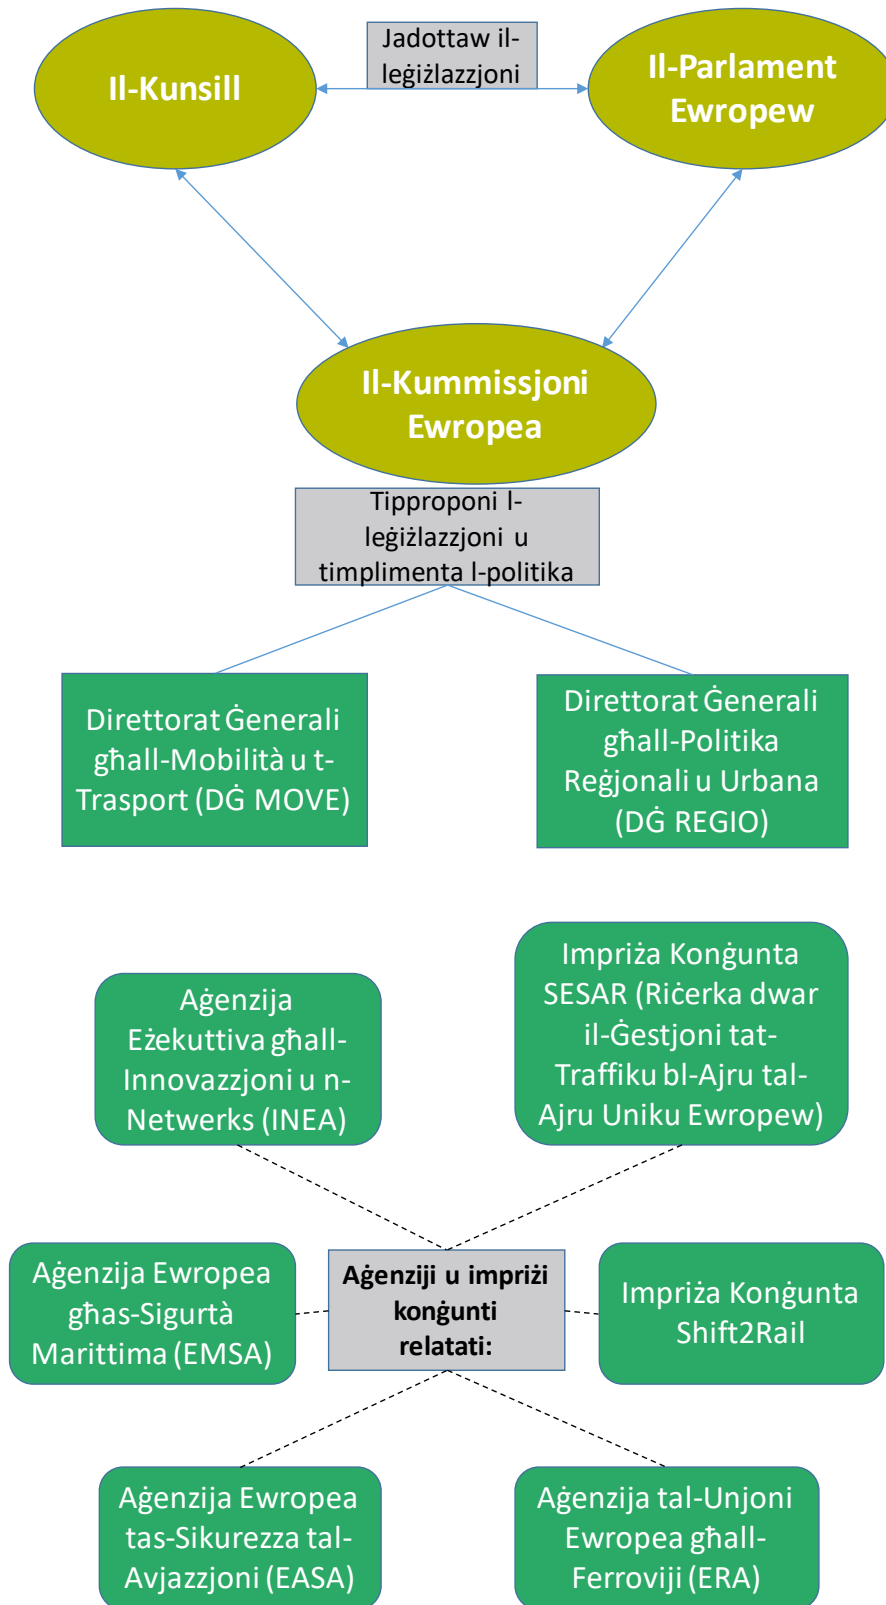 Il-Kunsill
Jadottaw il-
leġiżlazzjoni
Il-Parlament
Ewropew
Il-Kummissjoni
Ewropea
Tipproponi l-
leġiżlazzjoni u
timplimenta l-politika
Direttorat Ġenerali
għall-Mobilità u t-
Trasport (DĠ MOVE)
Direttorat Ġenerali
għall-Politika
Reġjonali u Urbana
(DĠ REGIO)
Aġenzija
Eżekuttiva għall-
Innovazzjoni u n-
Netwerks (INEA)
Impriża Konġunta
SESAR (Riċerka dwar
il-Ġestjoni tat-
Traffiku bl-Ajru tal-
Ajru Uniku Ewropew)
Aġenzija Ewropea
għas-Sigurtà
Marittima (EMSA)
Aġenziji u impriżi
konġunti
relatati:
Impriża Konġunta
Shift2Rail
Aġenzija Ewropea
tas-Sikurezza tal-
Avjazzjoni (EASA)
Aġenzija tal-Unjoni
Ewropea għall-
Ferroviji (ERA)